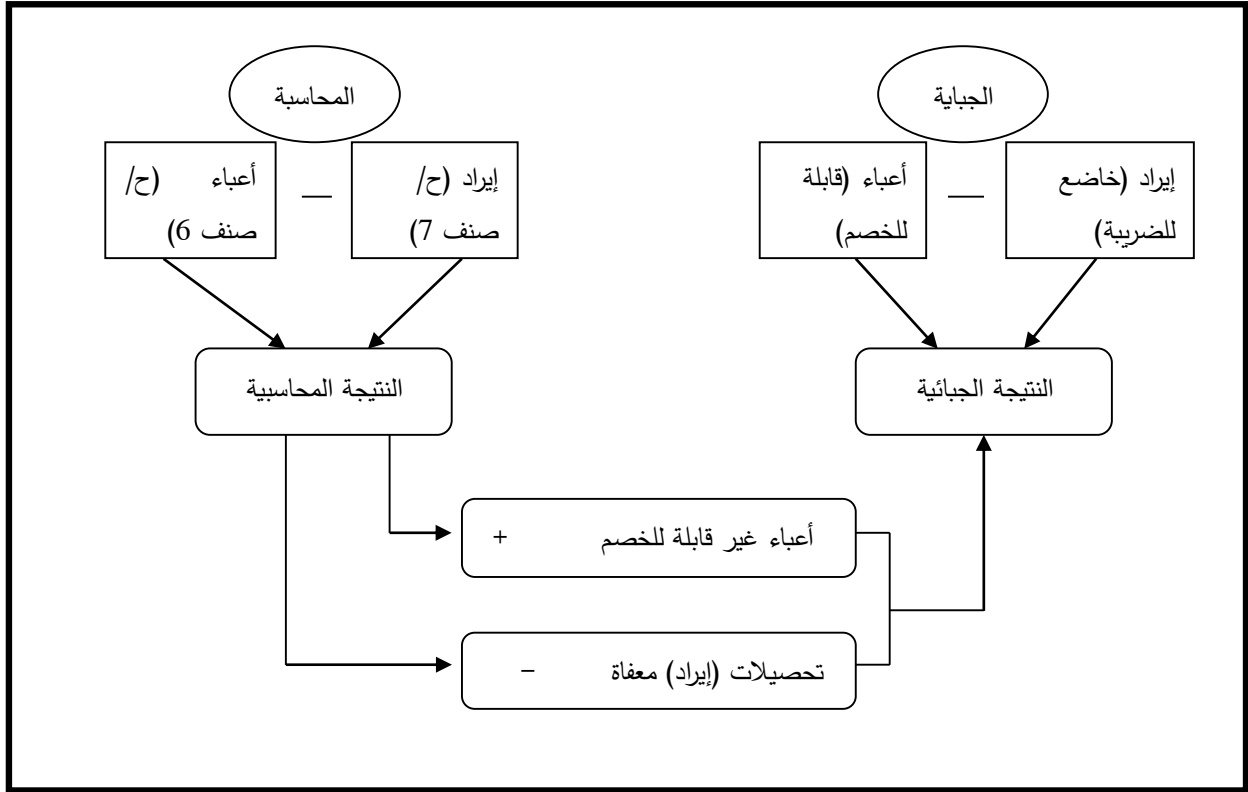 الجباية
المحاسبة
إيراد (خاضع
للضريبة)
—
أعباء (قابلة
للخصم)
إيراد (ح/
صنف 7)
—
أعباء (ح/
صنف 6)
النتيجة الجبائية
النتيجة المحاسبية
أعباء غير قابلة للخصم +
تحصيلات (إيراد) معفاة –